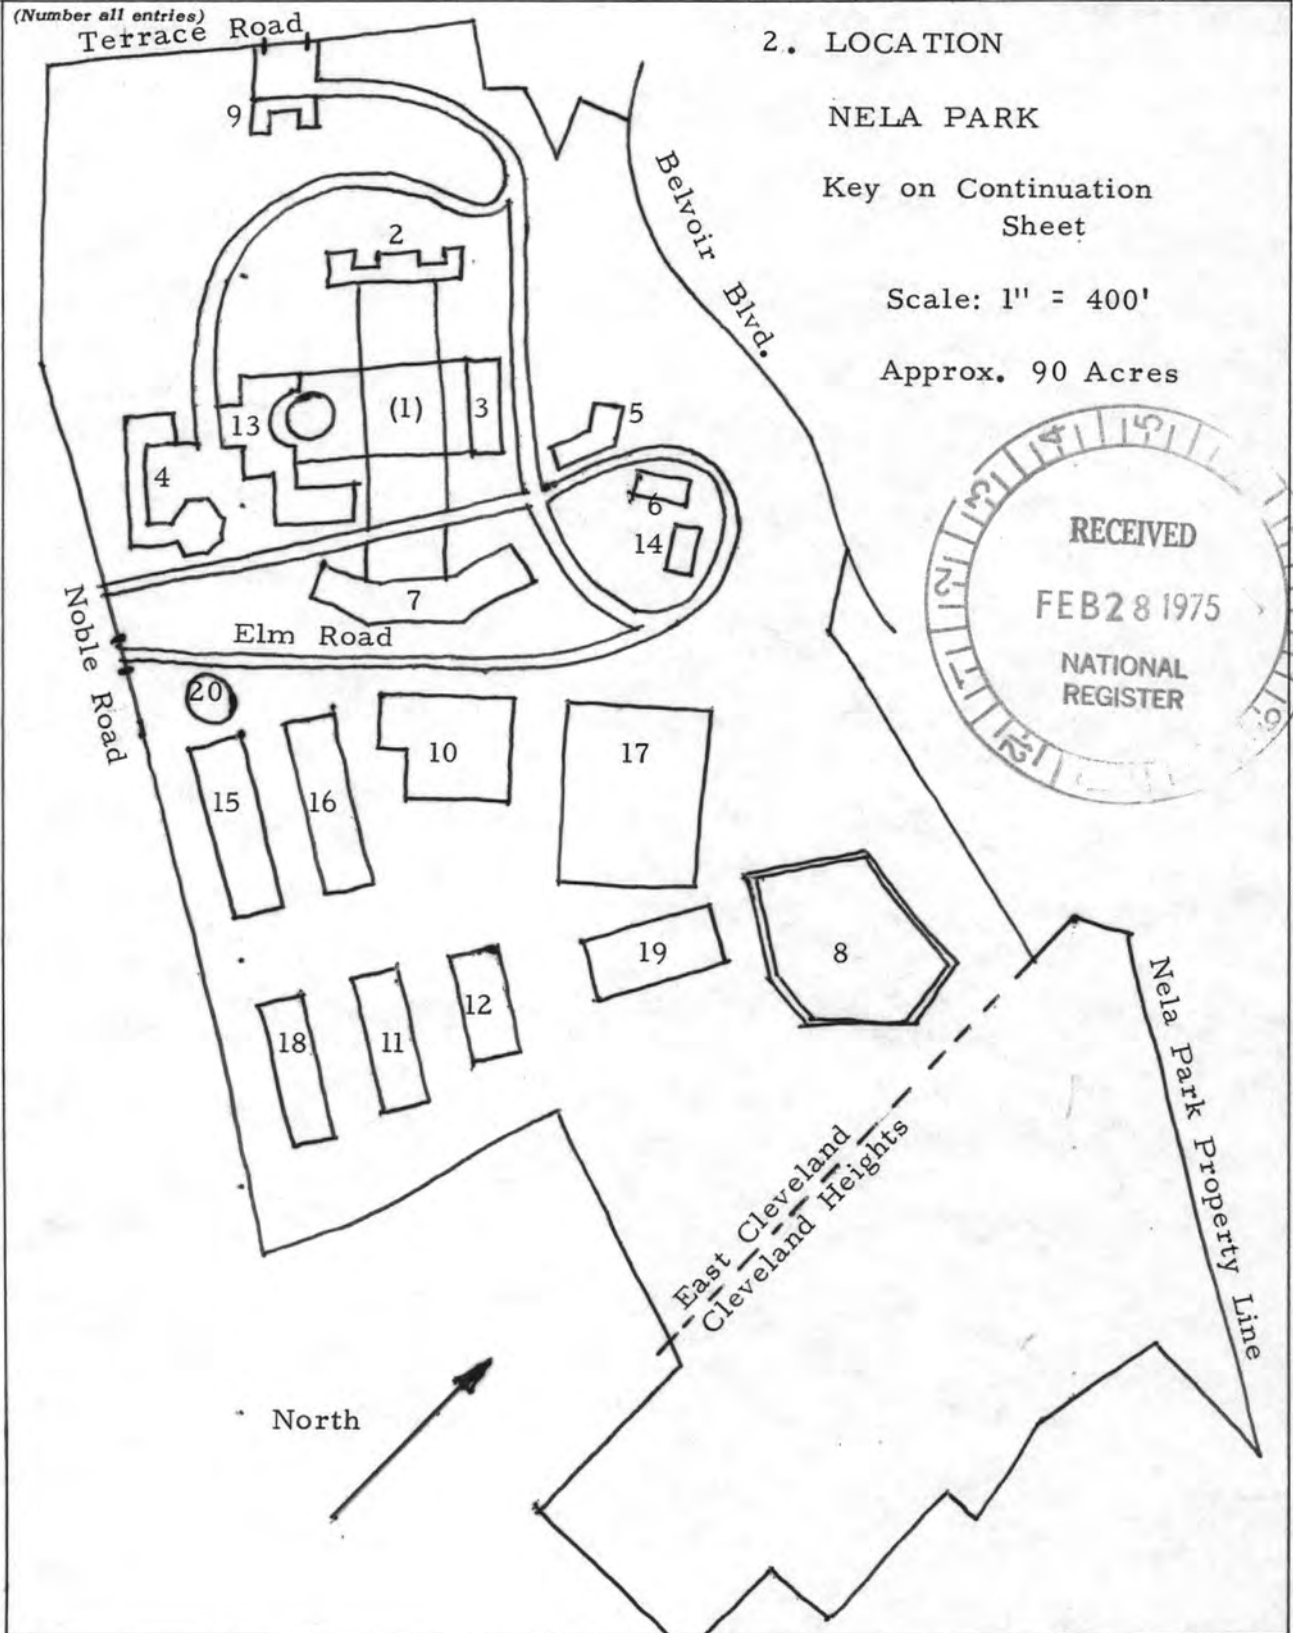 (Number all entries)
Terrace Road
2. LOCATION
NELA PARK
Key on Continuation
Sheet
Scale: 1" = 400'
Approx. 90 Acres
9
Belvoir Blvd.
2
13
(1)
3
5
4
6
14
7
RECEIVED
FEB 28 1975
NATIONAL
REGISTER
Noble Road
Elm Road
20
10
17
15
16
19
8
12
18
11
Nela Park Property Line
East Cleveland
Cleveland Heights
North